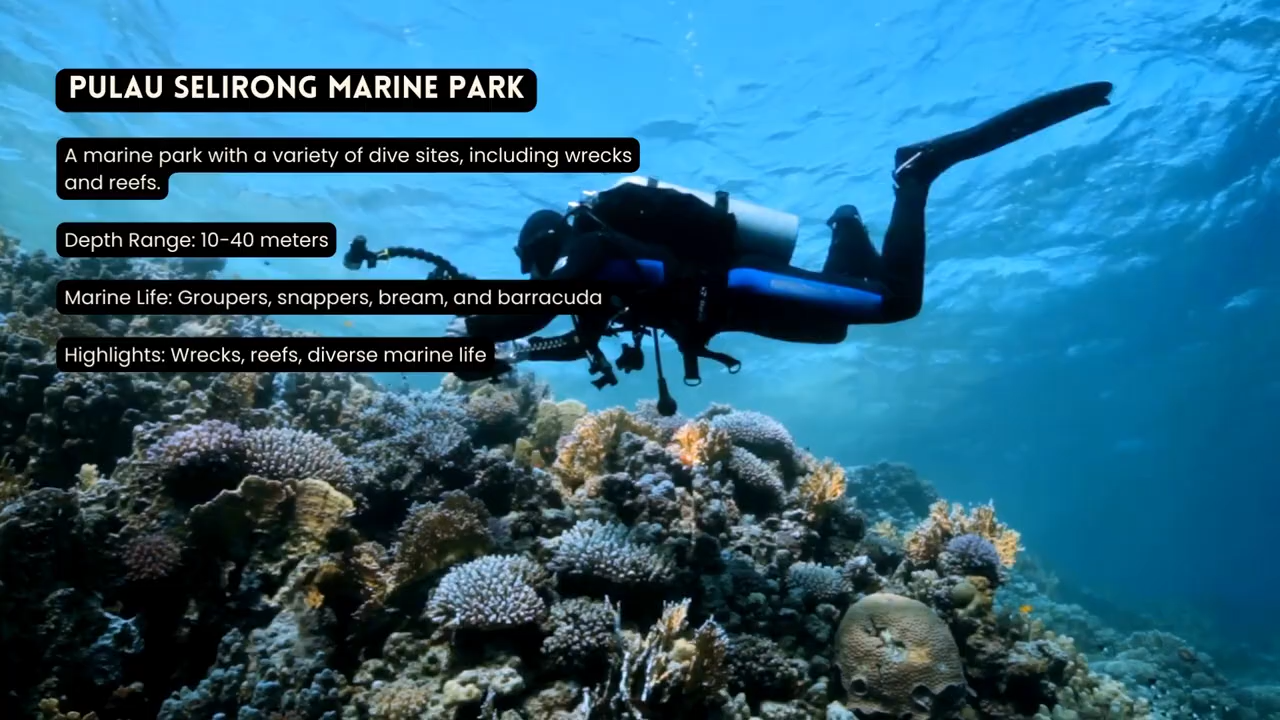 PULAU SELIRONG MARINE PARK
A marine park with a variety of dive sites, including wrecks
and reefs.
Depth Range: 10-40 meters
Marine Life: Groupers, snappers, bream, and barracuda
Highlights: Wrecks, reefs, diverse marine life